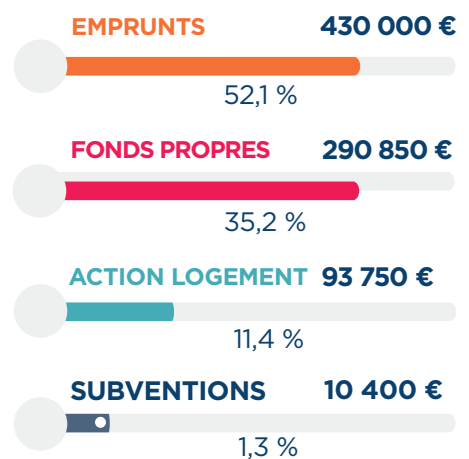 EMPRUNTS 430 000 €
52,1 %
FONDS PROPRES 290 850 €
35,2 %
ACTION LOGEMENT 93 750 €
11,4 %
SUBVENTIONS 10 400 €
1,3 %